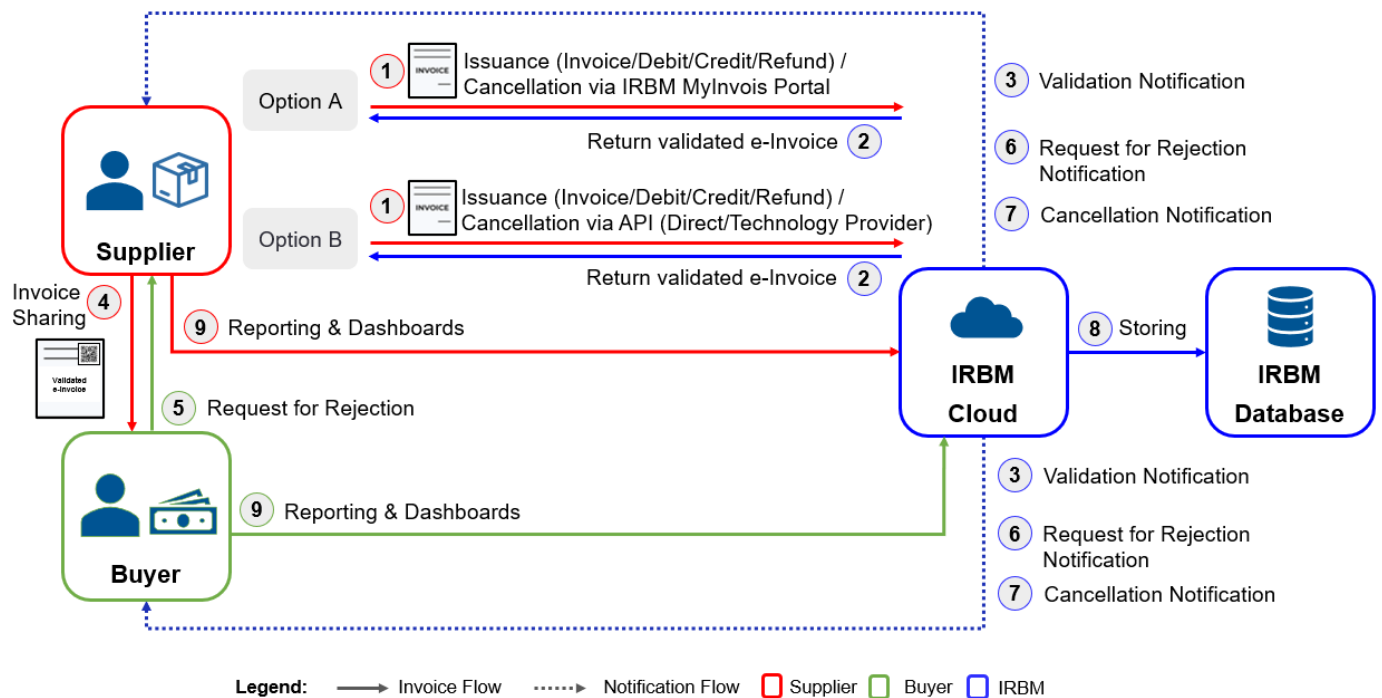 1
INVOICE
Issuance (Invoice/Debit/Credit/Refund) /
Cancellation via IRBM MyInvois Portal
Option A
Return validated e-Invoice 2
3 Validation Notification
6 Request for Rejection
Notification
7 Cancellation Notification
Supplier
1
INVOICE
Issuance (Invoice/Debit/Credit/Refund) /
Cancellation via API (Direct/Technology Provider)
Option B
Return validated e-Invoice 2
Invoice
Sharing
4
Validated
e-Invoice
9 Reporting & Dashboards
IRBM
Cloud
8 Storing
IRBM
Database
5 Request for Rejection
Buyer
9 Reporting & Dashboards
3 Validation Notification
6 Request for Rejection
Notification
7 Cancellation Notification
Legend: Invoice Flow Notification Flow Supplier Buyer IRBM